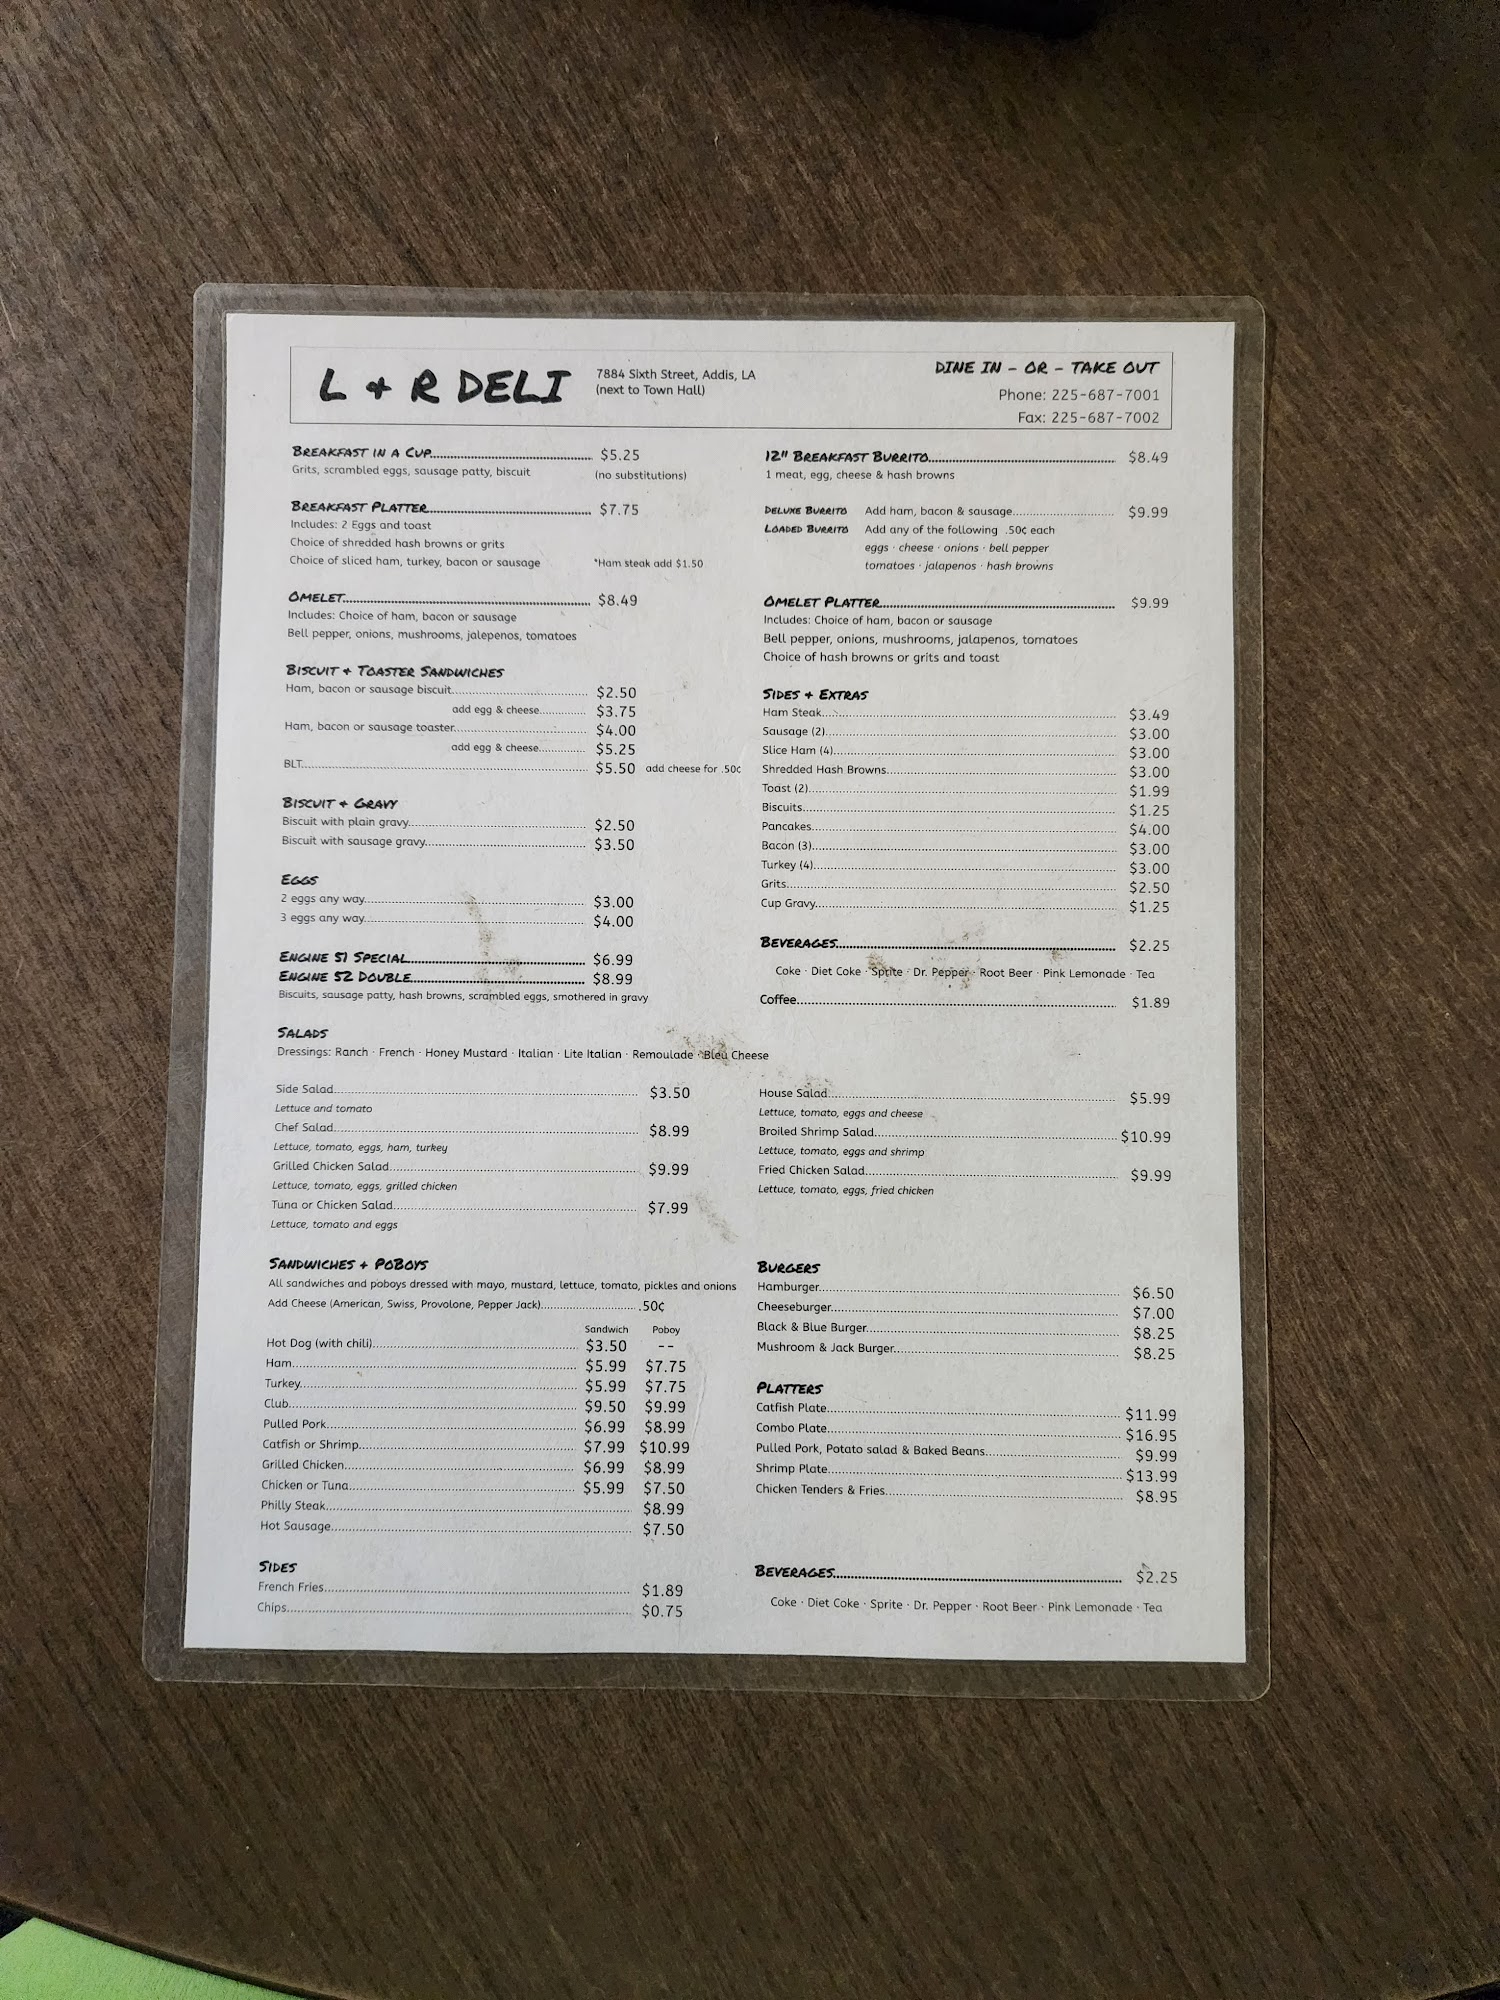 L & R DELI
7884 Sixth Street, Addis, LA
(next to Town Hall)
DINE IN - OR - TAKE OUT
Phone: 225-687-7001
Fax: 225-687-7002
BREAKFAST IN A CUP $5.25
Grits, scrambled eggs, sausage patty, biscuit (no substitutions)
BREAKFAST PLATTER $7.75
Includes: 2 Eggs and toast
Choice of shredded hash browns or grits
Choice of sliced ham, turkey, bacon or sausage *Ham steak add $1.50
OMELET $8.49
Includes: Choice of ham, bacon or sausage
Bell pepper, onions, mushrooms, jalepenos, tomatoes
BISCUIT & TOASTER SANDWICHES
Ham, bacon or sausage biscuit $2.50
add egg & cheese $3.75
Ham, bacon or sausage toaster $4.00
add egg & cheese $5.25
BLT $5.50 add cheese for .50¢
BISCUIT & GRAVY
Biscuit with plain gravy $2.50
Biscuit with sausage gravy $3.50
EGGS
2 eggs any way $3.00
3 eggs any way $4.00
ENGINE 51 SPECIAL $6.99
ENGINE 52 DOUBLE $8.99
Biscuits, sausage patty, hash browns, scrambled eggs, smothered in gravy
12" BREAKFAST BURRITO $8.49
1 meat, egg, cheese & hash browns
DELUXE BURRITO Add ham, bacon & sausage $9.99
LOADED BURRITO Add any of the following .50¢ each
eggs · cheese · onions · bell pepper
tomatoes · jalapenos · hash browns
OMELET PLATTER $9.99
Includes: Choice of ham, bacon or sausage
Bell pepper, onions, mushrooms, jalapenos, tomatoes
Choice of hash browns or grits and toast
SIDES & EXTRAS
Ham Steak $3.49
Sausage (2) $3.00
Slice Ham (4) $3.00
Shredded Hash Browns $3.00
Toast (2) $1.99
Biscuits $1.25
Pancakes $4.00
Bacon (3) $3.00
Turkey (4) $3.00
Grits $2.50
Cup Gravy $1.25
BEVERAGES $2.25
Coke · Diet Coke · Sprite · Dr. Pepper · Root Beer · Pink Lemonade · Tea
Coffee $1.89
SALADS
Dressings: Ranch · French · Honey Mustard · Italian · Lite Italian · Remoulade · Bleu Cheese
Side Salad $3.50
Lettuce and tomato
Chef Salad $8.99
Lettuce, tomato, eggs, ham, turkey
Grilled Chicken Salad $9.99
Lettuce, tomato, eggs, grilled chicken
Tuna or Chicken Salad $7.99
Lettuce, tomato and eggs
House Salad $5.99
Lettuce, tomato, eggs and cheese
Broiled Shrimp Salad $10.99
Lettuce, tomato, eggs and shrimp
Fried Chicken Salad $9.99
Lettuce, tomato, eggs, fried chicken
SANDWICHES & POBOYS
All sandwiches and poboys dressed with mayo, mustard, lettuce, tomato, pickles and onions
Add Cheese (American, Swiss, Provolone, Pepper Jack) .50¢
Sandwich Poboy
Hot Dog (with chili) $3.50 --
Ham $5.99 $7.75
Turkey $5.99 $7.75
Club $9.50 $9.99
Pulled Pork $6.99 $8.99
Catfish or Shrimp $7.99 $10.99
Grilled Chicken $6.99 $8.99
Chicken or Tuna $5.99 $7.50
Philly Steak $8.99
Hot Sausage $7.50
SIDES
French Fries $1.89
Chips $0.75
BURGERS
Hamburger $6.50
Cheeseburger $7.00
Black & Blue Burger $8.25
Mushroom & Jack Burger $8.25
PLATTERS
Catfish Plate $11.99
Combo Plate $16.95
Pulled Pork, Potato salad & Baked Beans $9.99
Shrimp Plate $13.99
Chicken Tenders & Fries $8.95
BEVERAGES $2.25
Coke · Diet Coke · Sprite · Dr. Pepper · Root Beer · Pink Lemonade · Tea